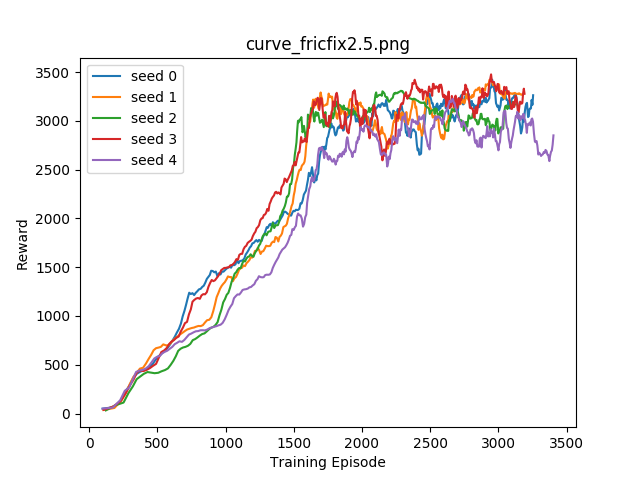 curve_fricfix2.5.png
seed 0
seed 1
seed 2
seed 3
seed 4
Reward
3500
3000
2500
2000
1500
1000
500
0
0 500 1000 1500 2000 2500 3000 3500
Training Episode